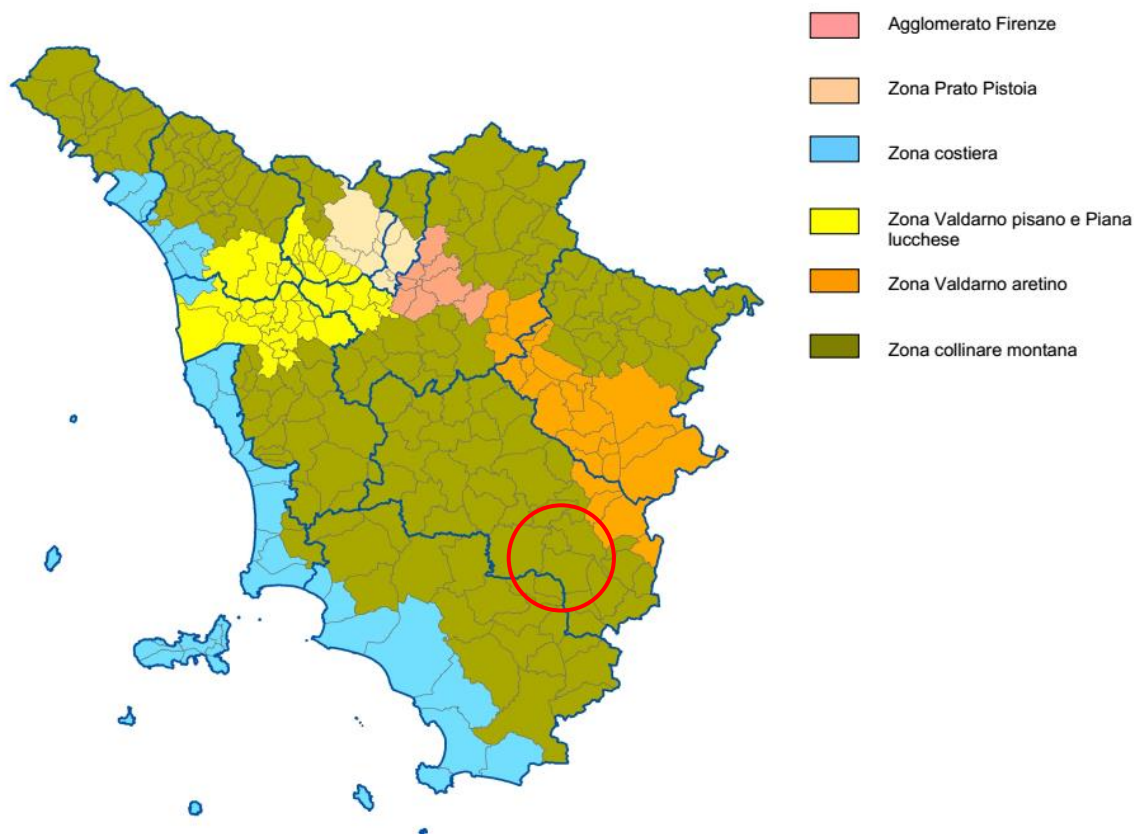 Agglomerato Firenze
Zona Prato Pistoia
Zona costiera
Zona Valdarno pisano e Piana
lucchese
Zona Valdarno aretino
Zona collinare montana